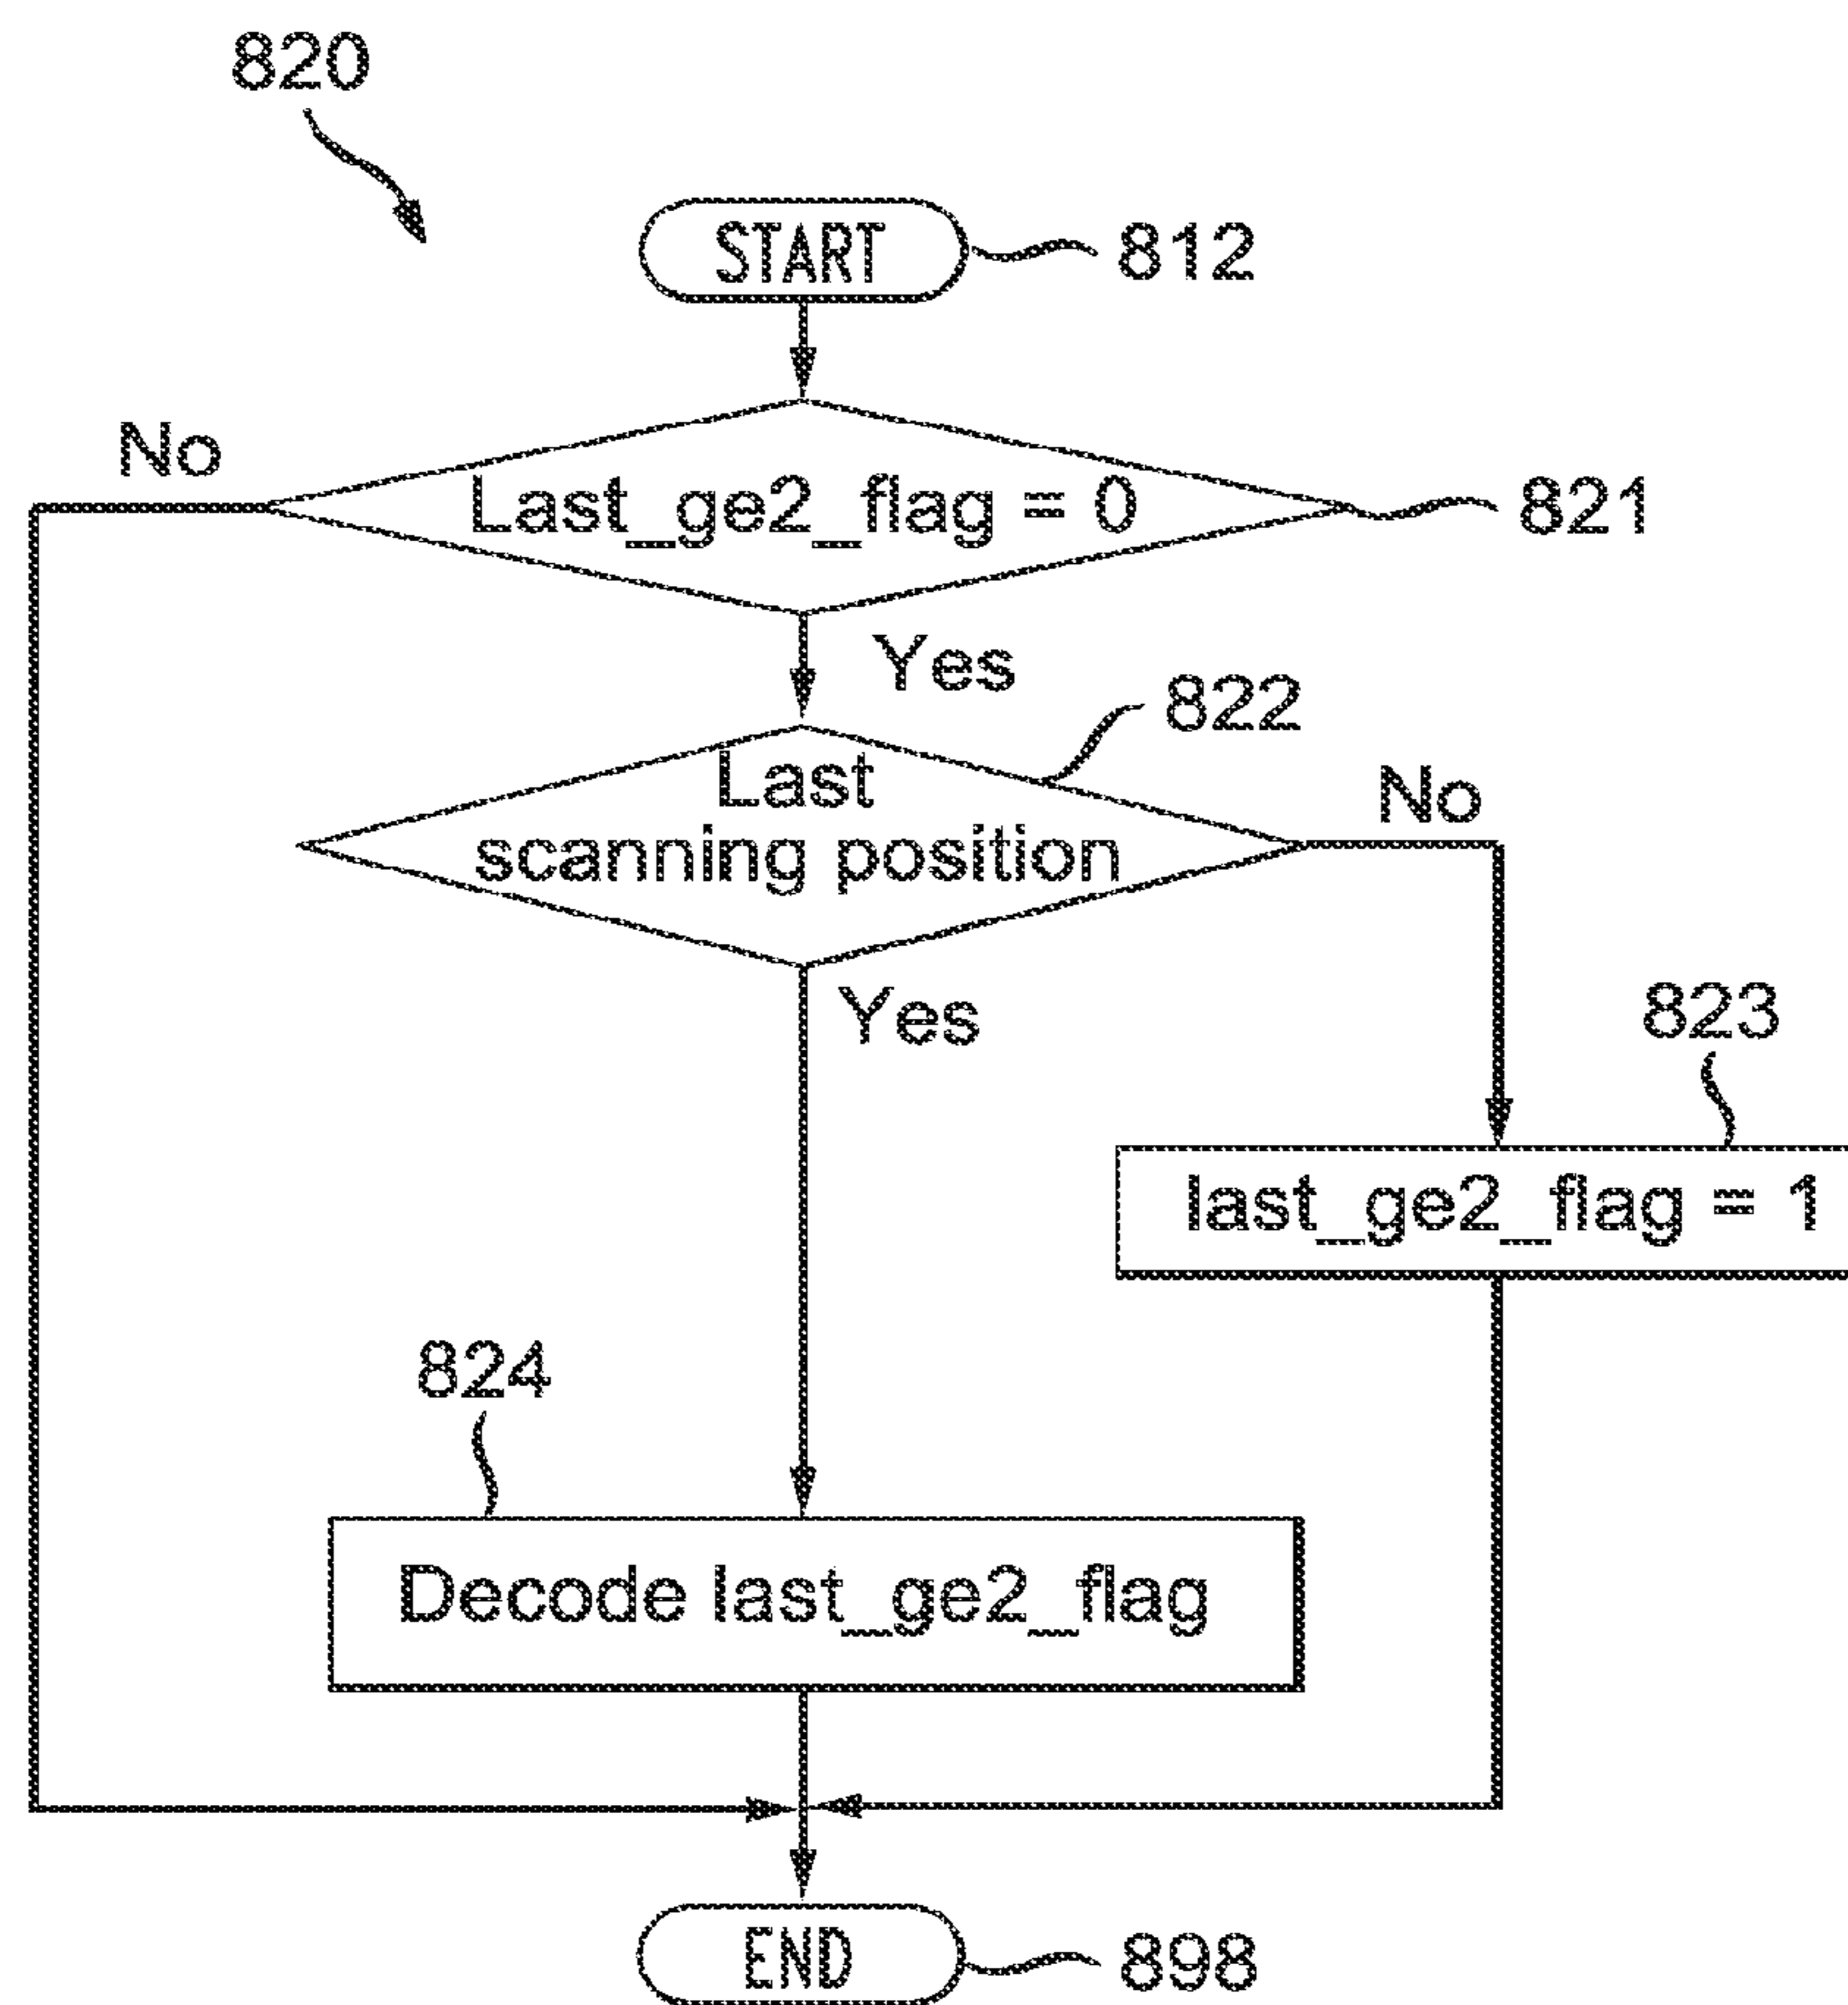 820
START
812
No
Last_ge2_flag = 0
821
Yes
822
Last
scanning position
No
Yes
823
last_ge2_flag = 1
824
Decode last_ge2_flag
END
898